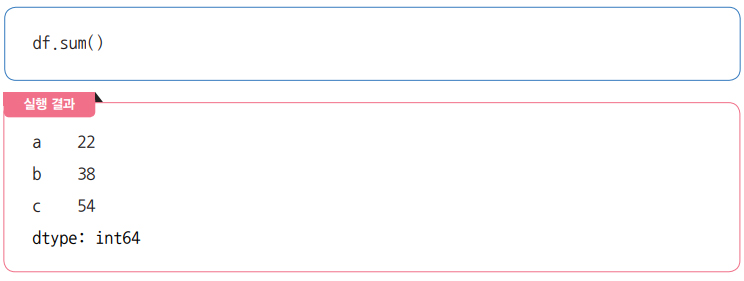 df.sum()
실행 결과
a    22
b    38
c    54
dtype: int64